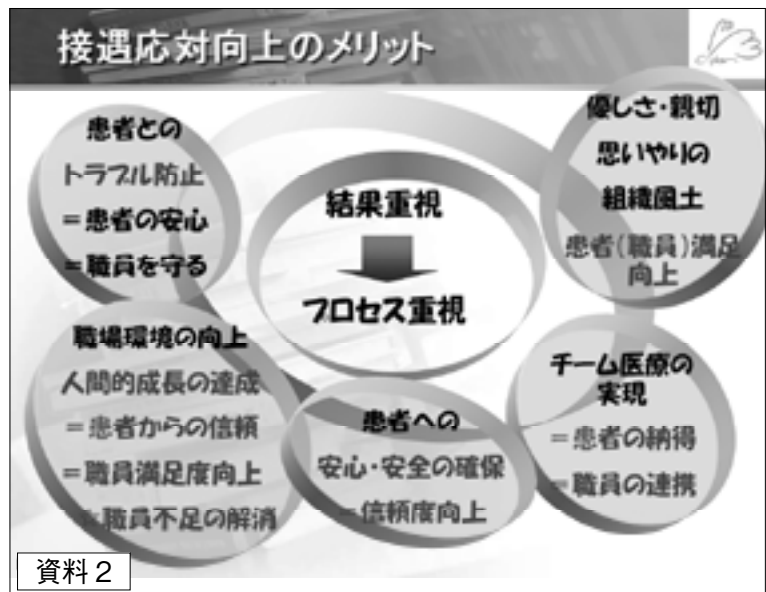 接遇応対向上のメリット
患者との
トラブル防止
=患者の安心
=職員を守る
結果重視
プロセス重視
優しさ・親切
思いやりの
組織風土
患者(職員)満足
向上
職場環境の向上
人間的成長の達成
=患者からの信頼
=職員満足度向上
=職員不足の解消
患者への
安心・安全の確保
=信頼度向上
チーム医療の
実現
=患者の納得
=職員の連携
資料2